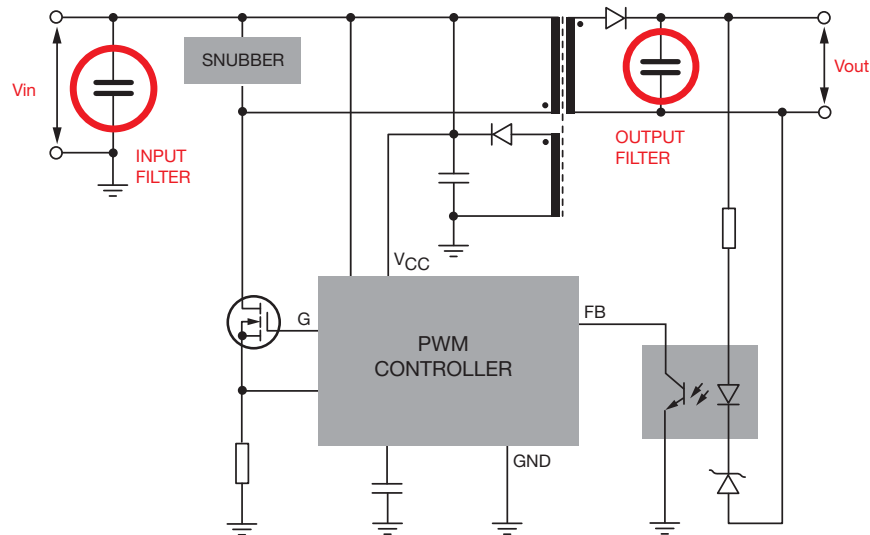 SNUBBER
Vin
Vout
INPUT
FILTER
OUTPUT
FILTER
VCC
G
FB
PWM
CONTROLLER
GND